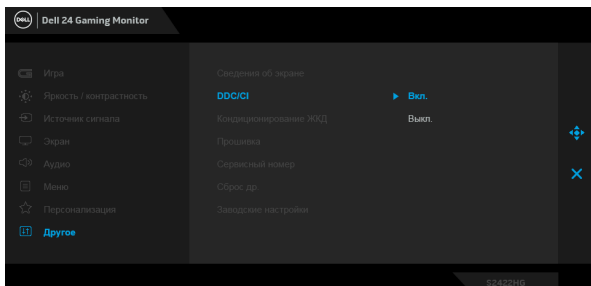 DELL Dell 24 Gaming Monitor
Игра
Сведения об экране
Яркость / контрастность
DDC/CI
Вкл.
Источник сигнала
Кондиционирование ЖКД
Выкл.
Экран
Прошивка
Аудио
Сервисный номер
Меню
Сброс др.
Персонализация
Заводские настройки
Другое
S2422HG